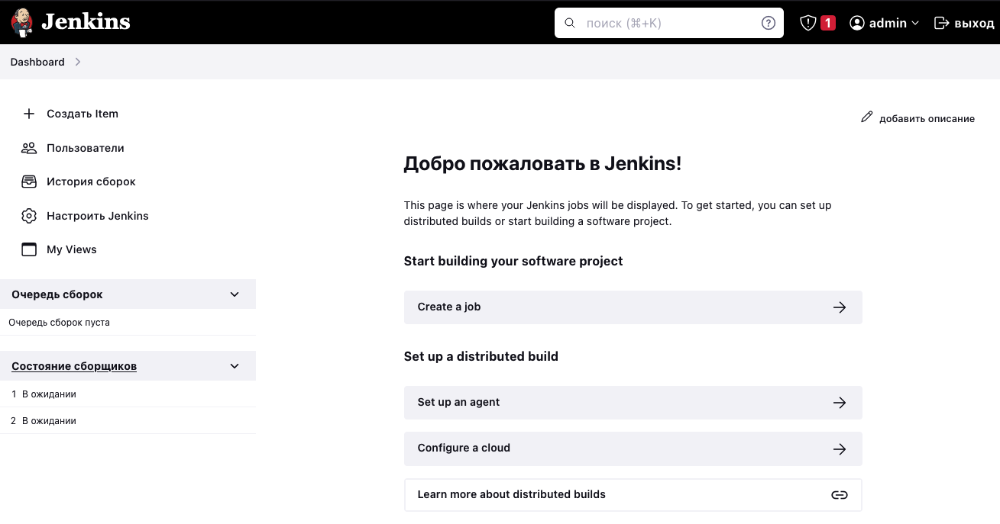 Jenkins
поиск (⌘+K)
1
admin
выход
Dashboard
Создать Item
Пользователи
История сборок
Настроить Jenkins
My Views
Очередь сборок
Очередь сборок пуста
Состояние сборщиков
1 В ожидании
2 В ожидании
добавить описание
Добро пожаловать в Jenkins!
This page is where your Jenkins jobs will be displayed. To get started, you can set up
distributed builds or start building a software project.
Start building your software project
Create a job
Set up a distributed build
Set up an agent
Configure a cloud
Learn more about distributed builds